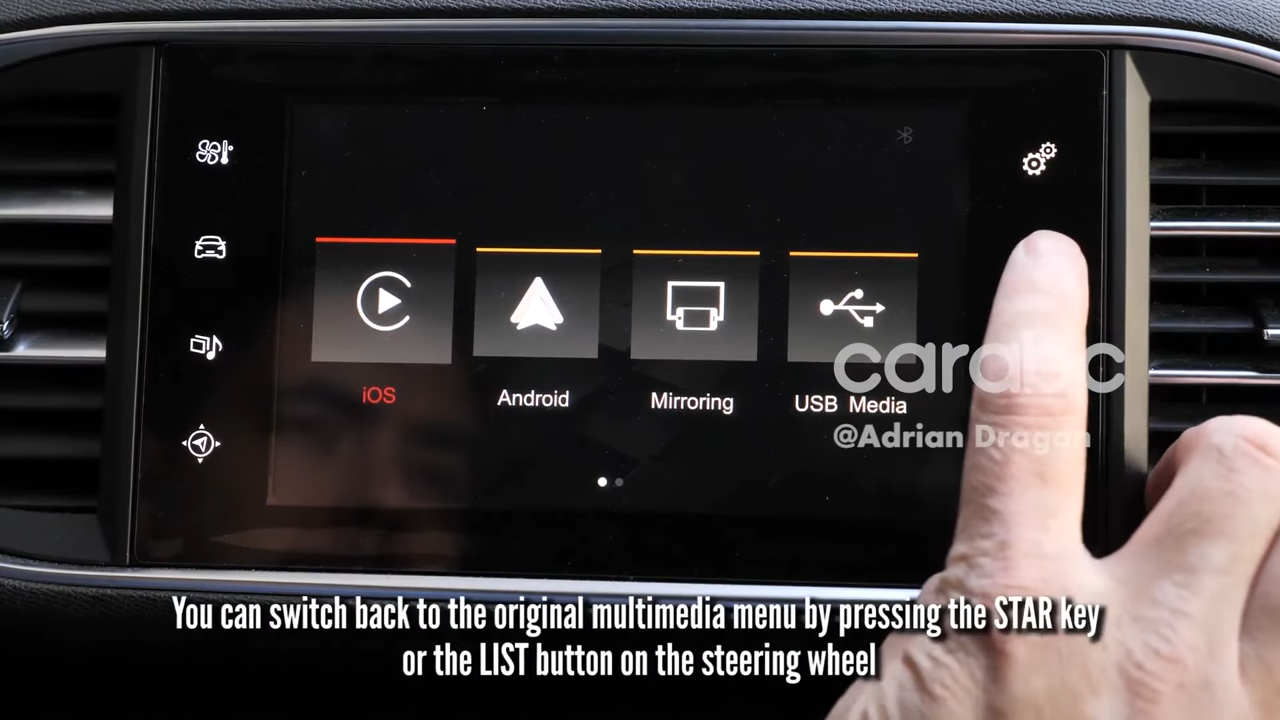 iOS
Android
Mirroring
USB Media
carabc
@Adrian Dragan
You can switch back to the original multimedia menu by pressing the STAR key
or the LIST button on the steering wheel